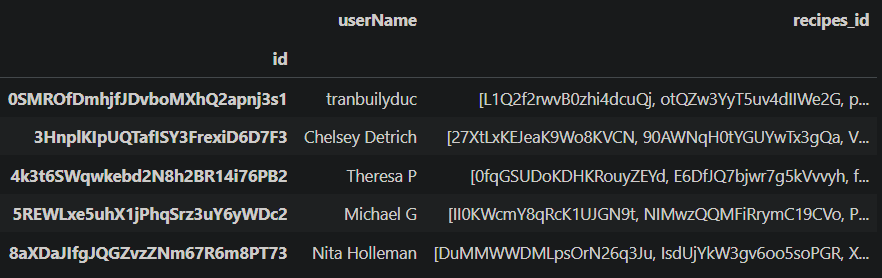 userName recipes_id
id
0SMROfDmhjfJDvboMXhQ2apnj3s1 tranbuilyduc [L1Q2f2rwvB0zhi4dcuQj, otQZw3YyT5uv4dIIWe2G, p...
3HnplKIpUQTafISY3FrexiD6D7F3 Chelsey Detrich [27XtLxKEJeaK9Wo8KVCN, 90AWNqH0tYGUYwTx3gQa, V...
4k3t6SWqwkebd2N8h2BR14i76PB2 Theresa P [0fqGSUDoKDHKRouyZEYd, E6DfJQ7bjwr7g5kVvvyh, f...
5REWLxe5uhX1jPhqSrz3uY6yWDc2 Michael G [II0KWcmY8qRcK1UJGN9t, NIMwzQQMFiRrymC19CVo, P...
8aXDaJIfgJQGZvzZNm67R6m8PT73 Nita Holleman [DuMMWWDMLpsOrN26q3Ju, IsdUjYkW3gv6oo5soPGR, X...